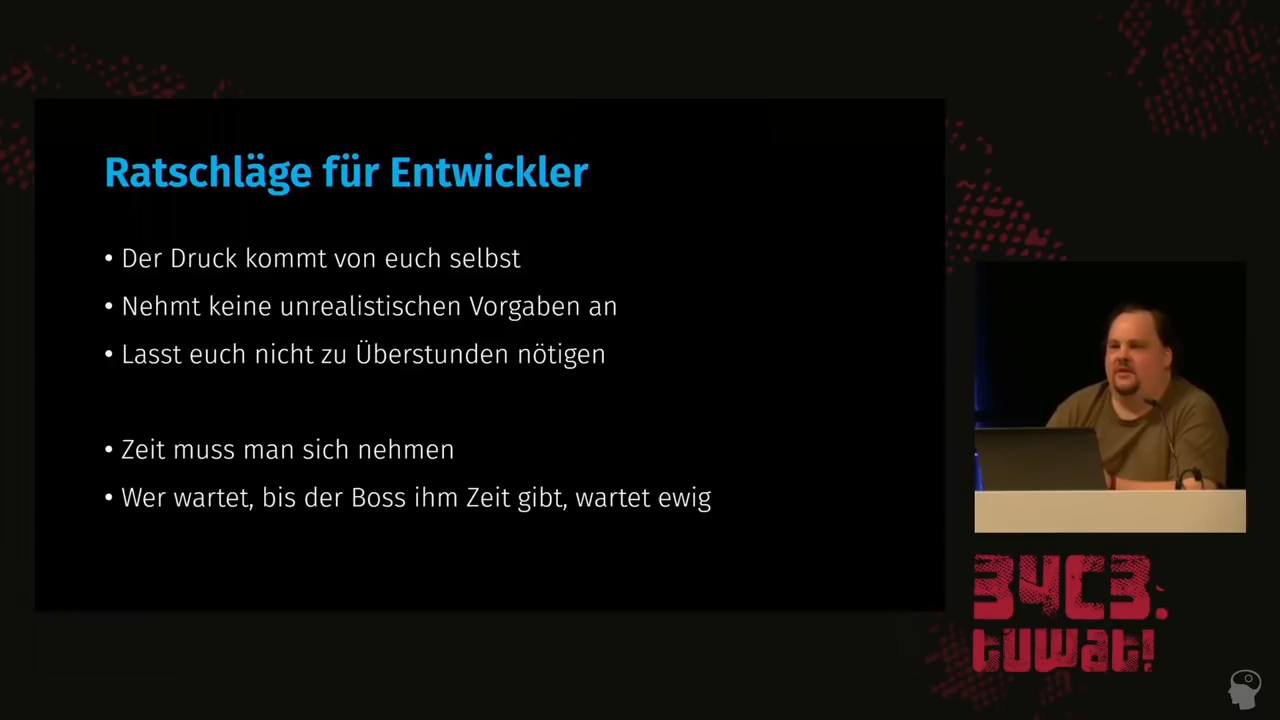 Ratschläge für Entwickler
• Der Druck kommt von euch selbst
• Nehmt keine unrealistischen Vorgaben an
• Lasst euch nicht zu Überstunden nötigen
• Zeit muss man sich nehmen
• Wer wartet, bis der Boss ihm Zeit gibt, wartet ewig
34C3.
tuwat!